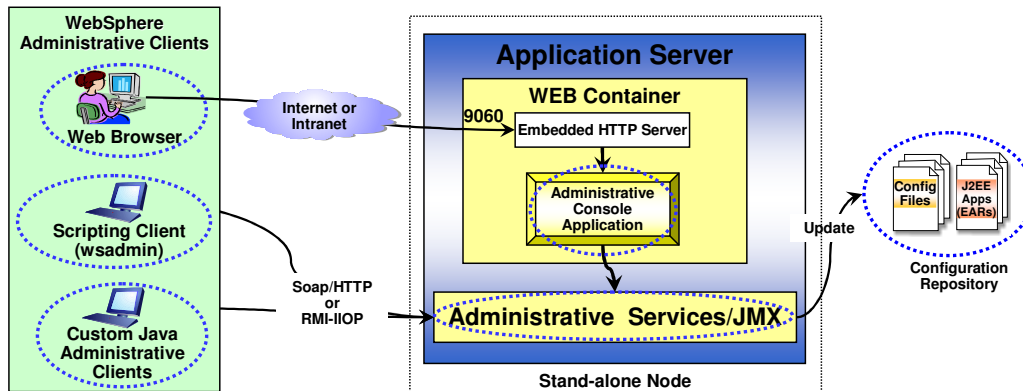 WebSphere
Administrative Clients
Web Browser
Scripting Client
(wsadmin)
Custom Java
Administrative
Clients
Internet or
Intranet
Soap/HTTP
or
RMI-IIOP
Application Server
WEB Container
9060
Embedded HTTP Server
Administrative
Console
Application
Administrative Services/JMX
Stand-alone Node
Update
Config
Files
J2EE
Apps
(EARs)
Configuration
Repository